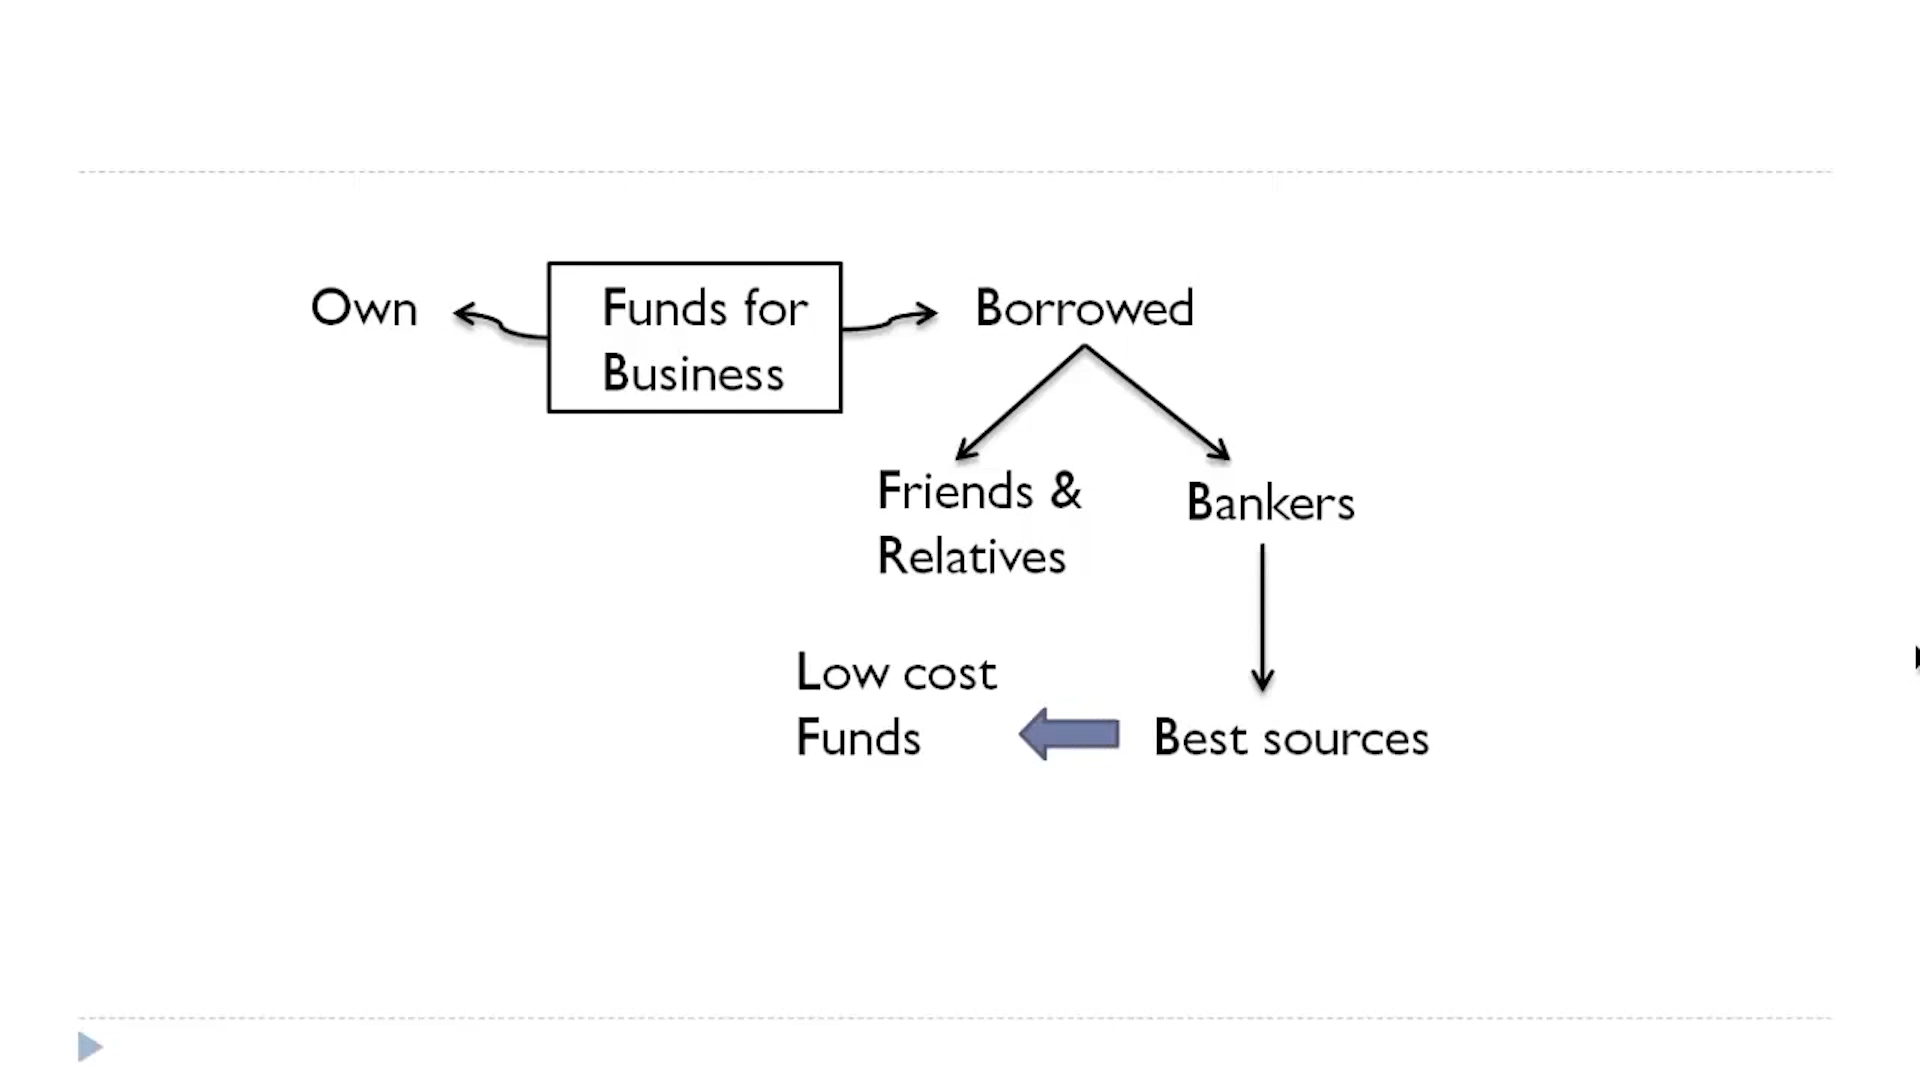 Own
Funds for
Business
Borrowed
Friends &
Relatives
Bankers
Low cost
Funds
Best sources